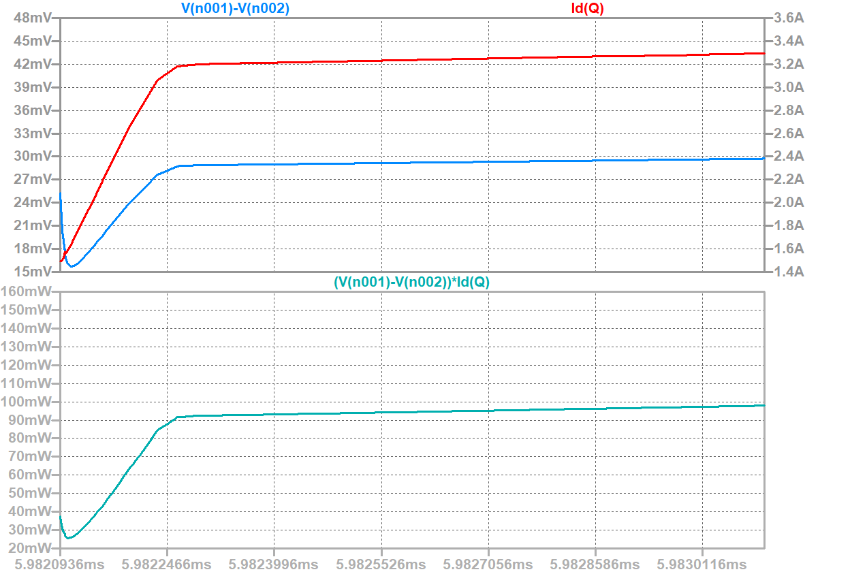 V(n001)-V(n002) Id(Q)
48mV 3.6A
45mV 3.4A
42mV 3.2A
39mV 3.0A
36mV 2.8A
33mV 2.6A
30mV 2.4A
27mV 2.2A
24mV 2.0A
21mV 1.8A
18mV 1.6A
15mV 1.4A
(V(n001)-V(n002))*Id(Q)
160mW
150mW
140mW
130mW
120mW
110mW
100mW
90mW
80mW
70mW
60mW
50mW
40mW
30mW
20mW
5.9820936ms 5.9822466ms 5.9823996ms 5.9825526ms 5.9827056ms 5.9828586ms 5.9830116ms